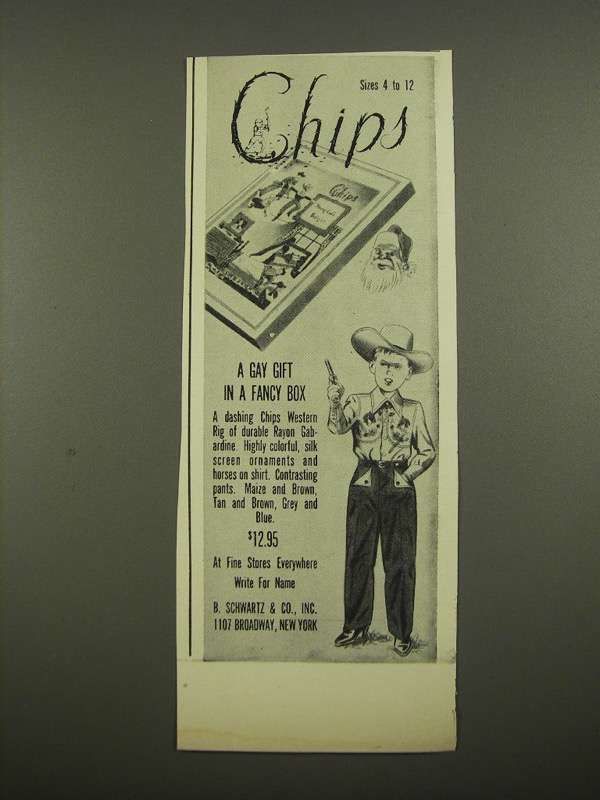 Sizes 4 to 12
Chips
Chips
A GAY GIFT
IN A FANCY BOX
A dashing Chips Western
Rig of durable Rayon Gab-
ardine. Highly colorful, silk
screen ornaments and
horses on shirt. Contrasting
pants. Maize and Brown,
Tan and Brown, Grey and
Blue.
$12.95
At Fine Stores Everywhere
Write For Name
B. SCHWARTZ & CO., INC.
1107 BROADWAY, NEW YORK